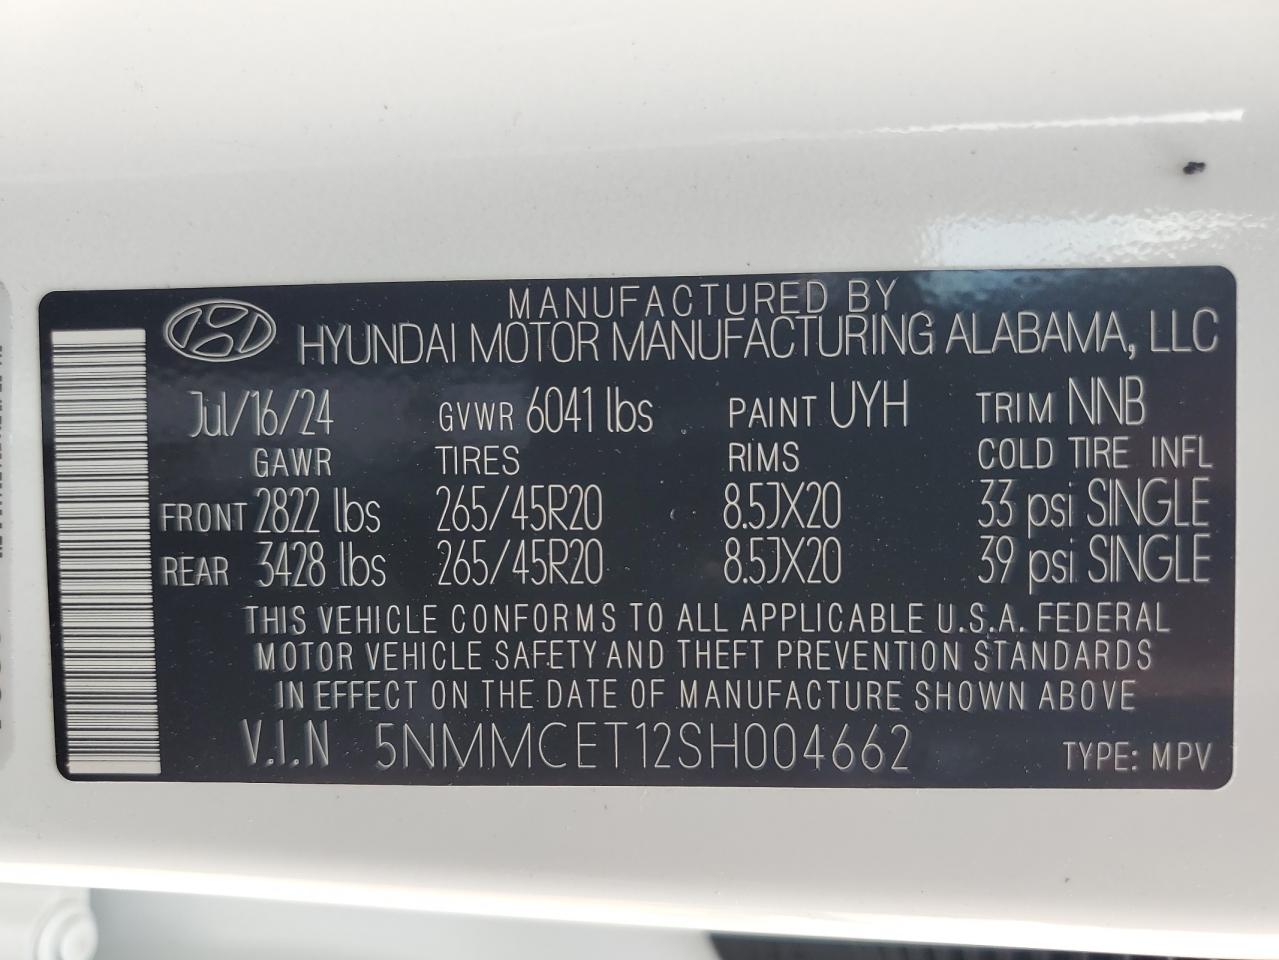 MANUFACTURED BY
HYUNDAI MOTOR MANUFACTURING ALABAMA, LLC
Jul/16/24 GVWR 6041 lbs PAINT UYH TRIM NNB
GAWR TIRES RIMS COLD TIRE INFL
FRONT 2822 lbs 265/45R20 8.5JX20 33 psi SINGLE
REAR 3428 lbs 265/45R20 8.5JX20 39 psi SINGLE
THIS VEHICLE CONFORMS TO ALL APPLICABLE U.S.A. FEDERAL
MOTOR VEHICLE SAFETY AND THEFT PREVENTION STANDARDS
IN EFFECT ON THE DATE OF MANUFACTURE SHOWN ABOVE
V.I.N 5NMMCET12SH004662 TYPE: MPV